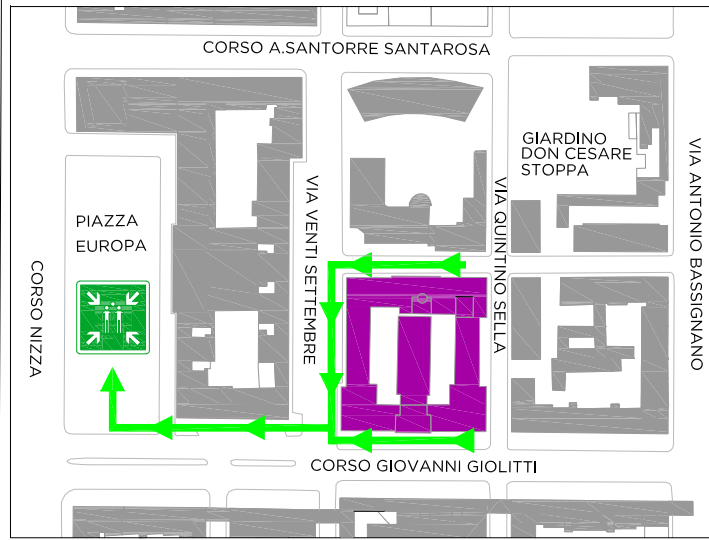 CORSO A.SANTORRE SANTAROSA
GIARDINO
DON CESARE
STOPPA
VIA ANTONIO BASSIGNANO
VIA QUINTINO SELLA
VIA VENTI SETTEMBRE
PIAZZA
EUROPA
CORSO NIZZA
CORSO GIOVANNI GIOLITTI